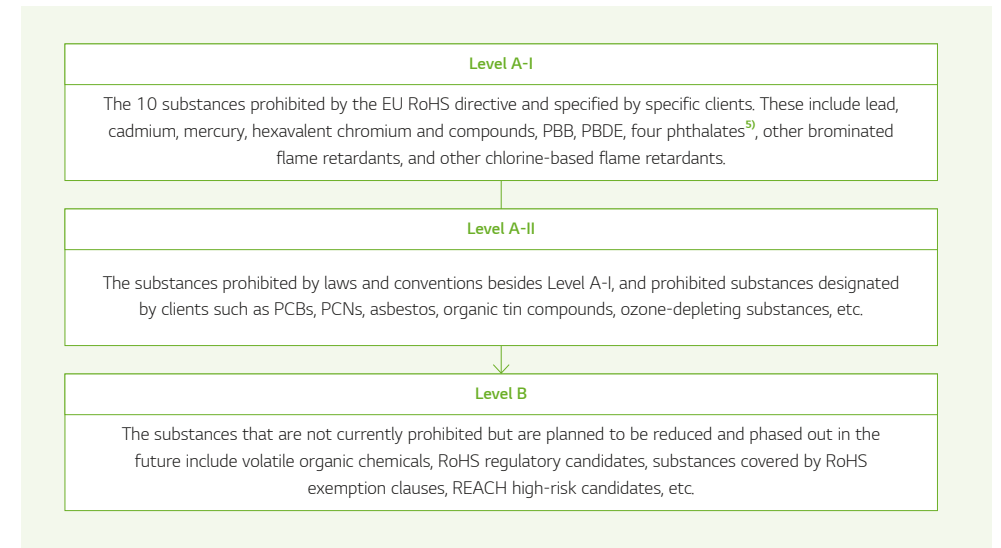 Level A-I
The 10 substances prohibited by the EU RoHS directive and specified by specific clients. These include lead,
cadmium, mercury, hexavalent chromium and compounds, PBB, PBDE, four phthalates5), other brominated
flame retardants, and other chlorine-based flame retardants.
Level A-II
The substances prohibited by laws and conventions besides Level A-I, and prohibited substances designated
by clients such as PCBs, PCNs, asbestos, organic tin compounds, ozone-depleting substances, etc.
Level B
The substances that are not currently prohibited but are planned to be reduced and phased out in the
future include volatile organic chemicals, RoHS regulatory candidates, substances covered by RoHS
exemption clauses, REACH high-risk candidates, etc.